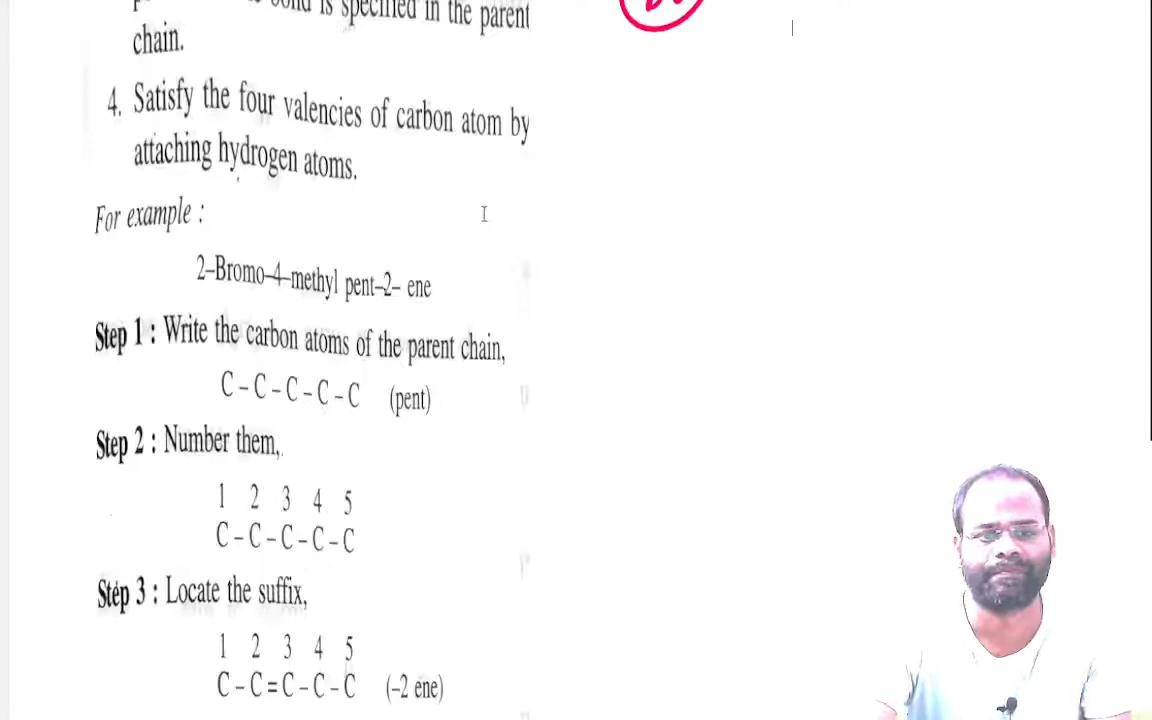 is specified in the parent
chain.
4. Satisfy the four valencies of carbon atom by
attaching hydrogen atoms.
For example :
2–Bromo–4–methyl pent–2– ene
Step 1 : Write the carbon atoms of the parent chain,
C – C – C – C – C (pent)
Step 2 : Number them,
1 2 3 4 5
C – C – C – C – C
Step 3 : Locate the suffix,
1 2 3 4 5
C – C = C – C – C (–2 ene)